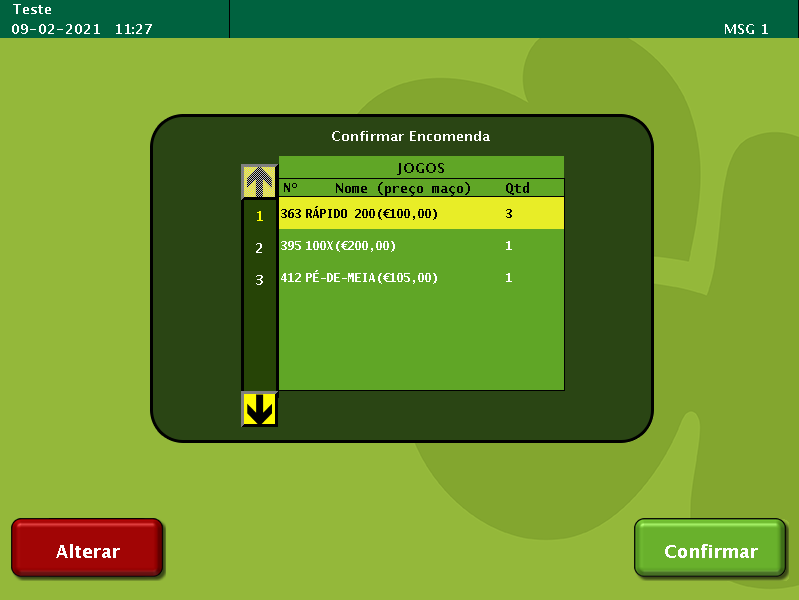 Teste
09-02-2021 11:27
MSG 1
Confirmar Encomenda
JOGOS
Nº Nome (preço maço) Qtd
1 363 RÁPIDO 200(€100,00) 3
2 395 100X(€200,00) 1
3 412 PÉ-DE-MEIA(€105,00) 1
Alterar
Confirmar